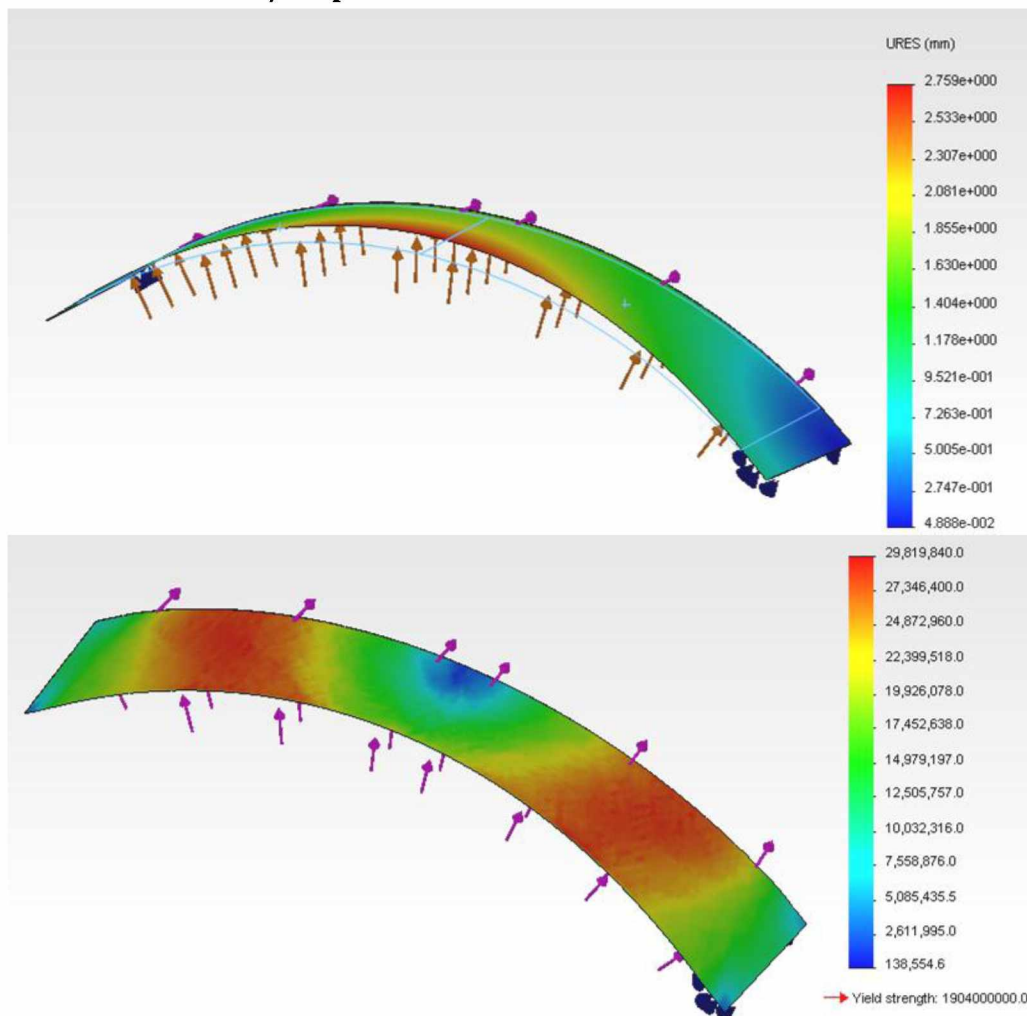 URES (mm)
2.759e+000
2.533e+000
2.307e+000
2.081e+000
1.855e+000
1.630e+000
1.404e+000
1.178e+000
9.521e-001
7.263e-001
5.005e-001
2.747e-001
4.888e-002
29,819,840.0
27,346,400.0
24,872,960.0
22,399,518.0
19,926,078.0
17,452,638.0
14,979,197.0
12,505,757.0
10,032,316.0
7,558,876.0
5,085,435.5
2,611,995.0
138,554.6
Yield strength: 1904000000.0